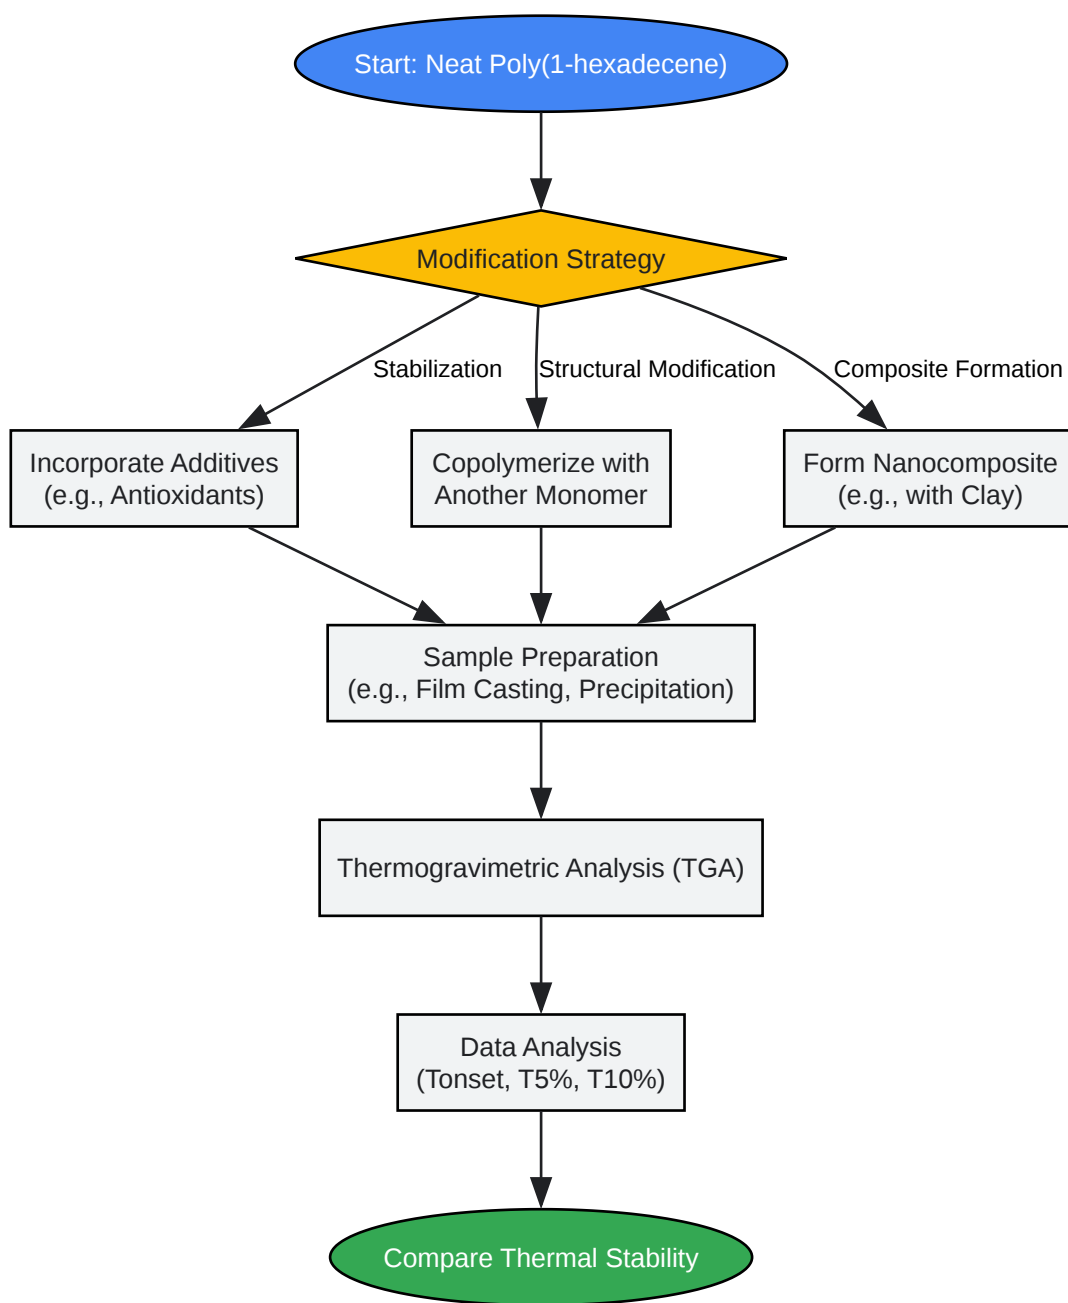 Start: Neat Poly(1-hexadecene)
Modification Strategy
Stabilization
Structural Modification
Composite Formation
Incorporate Additives
(e.g., Antioxidants)
Copolymerize with
Another Monomer
Form Nanocomposite
(e.g., with Clay)
Sample Preparation
(e.g., Film Casting, Precipitation)
Thermogravimetric Analysis (TGA)
Data Analysis
(Tonset, T5%, T10%)
Compare Thermal Stability